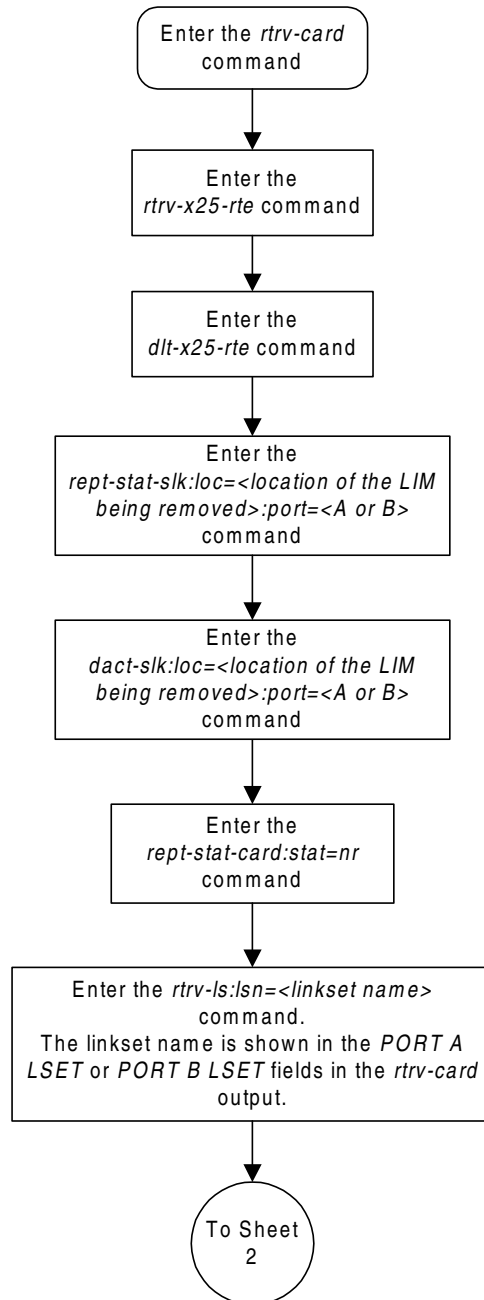 Enter the rtrv-card
command
Enter the
rtrv-x25-rte command
Enter the
dlt-x25-rte command
Enter the
rept-stat-slk:loc=<location of the LIM
being removed>:port=<A or B>
command
Enter the
dact-slk:loc=<location of the LIM
being removed>:port=<A or B>
command
Enter the
rept-stat-card:stat=nr
command
Enter the rtrv-ls:lsn=<linkset name>
command.
The linkset name is shown in the PORT A
LSET or PORT B LSET fields in the rtrv-card
output.
To Sheet
2